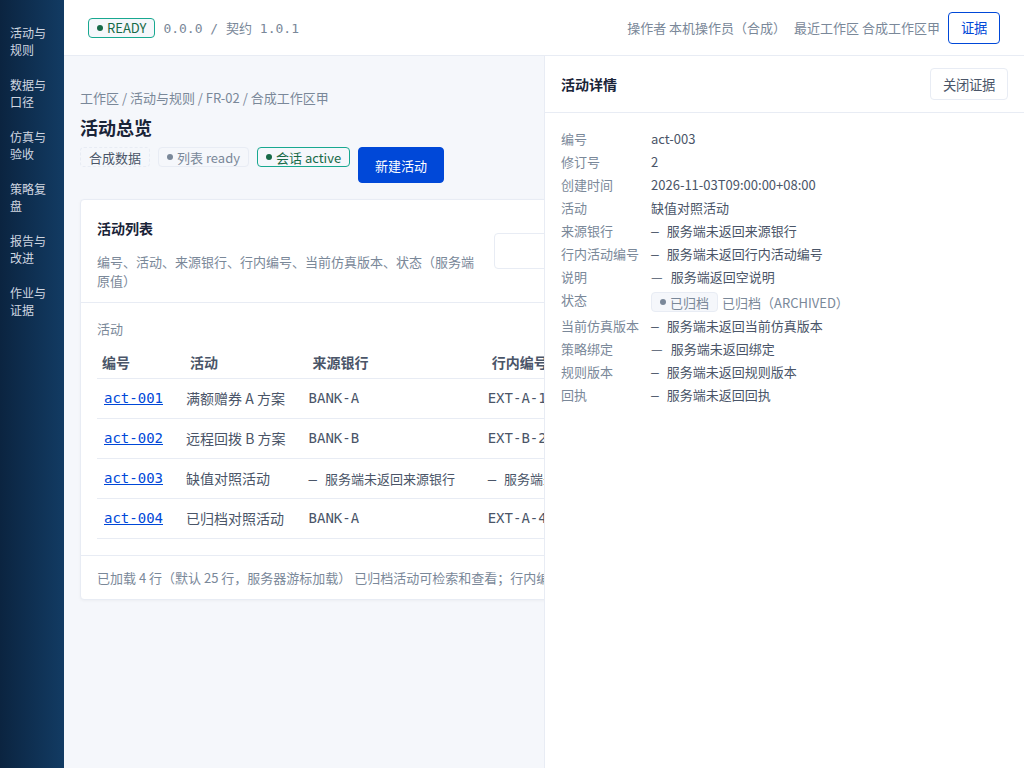 活动与
规则
数据与
口径
仿真与
验收
策略复
盘
报告与
改进
作业与
证据
READY 0.0.0 / 契约 1.0.1
操作者 本机操作员（合成） 最近工作区 合成工作区甲 证据
工作区 / 活动与规则 / FR-02 / 合成工作区甲
活动总览
合成数据 列表 ready 会话 active 新建活动
活动列表
编号、活动、来源银行、行内编号、当前仿真版本、状态（服务端
原值）
活动
编号 活动 来源银行 行内编号
act-001 满额赠券 A 方案 BANK-A EXT-A-1
act-002 远程回拨 B 方案 BANK-B EXT-B-2
act-003 缺值对照活动 — 服务端未返回来源银行 — 服务端
act-004 已归档对照活动 BANK-A EXT-A-4
已加载 4 行（默认 25 行，服务器游标加载） 已归档活动可检索和查看；行内编
活动详情 关闭证据
编号 act-003
修订号 2
创建时间 2026-11-03T09:00:00+08:00
活动 缺值对照活动
来源银行 — 服务端未返回来源银行
行内活动编号 — 服务端未返回行内活动编号
说明 — 服务端返回空说明
状态 已归档 已归档（ARCHIVED）
当前仿真版本 — 服务端未返回当前仿真版本
策略绑定 — 服务端未返回绑定
规则版本 — 服务端未返回规则版本
回执 — 服务端未返回回执